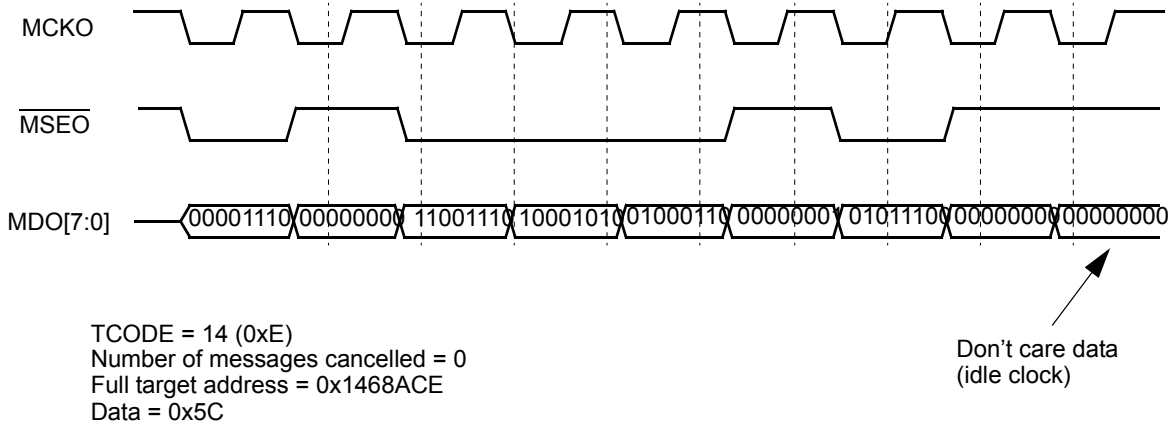 MCKO
MSEO
MDO[7:0] 00001110 00000000 11001110 10001010 01000110 00000001 01011100 00000000 00000000
TCODE = 14 (0xE)
Number of messages cancelled = 0
Full target address = 0x1468ACE
Data = 0x5C
Don't care data
(idle clock)